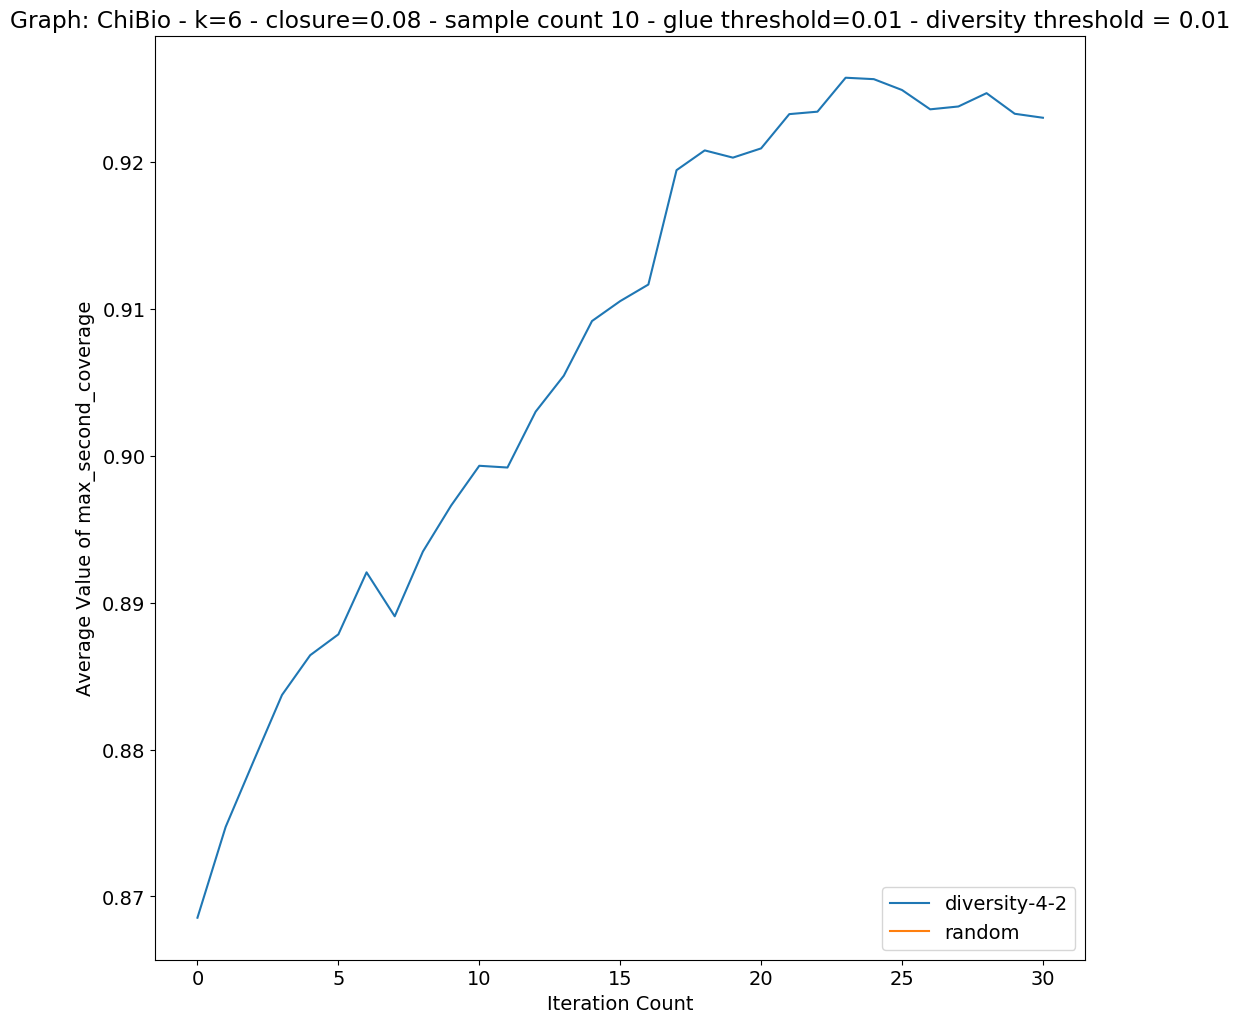 Graph: ChiBio - k=6 - closure=0.08 - sample count 10 - glue threshold=0.01 - diversity threshold = 0.01
Average Value of max_second_coverage
0.92
0.91
0.90
0.89
0.88
0.87
diversity-4-2
random
0 5 10 15 20 25 30
Iteration Count